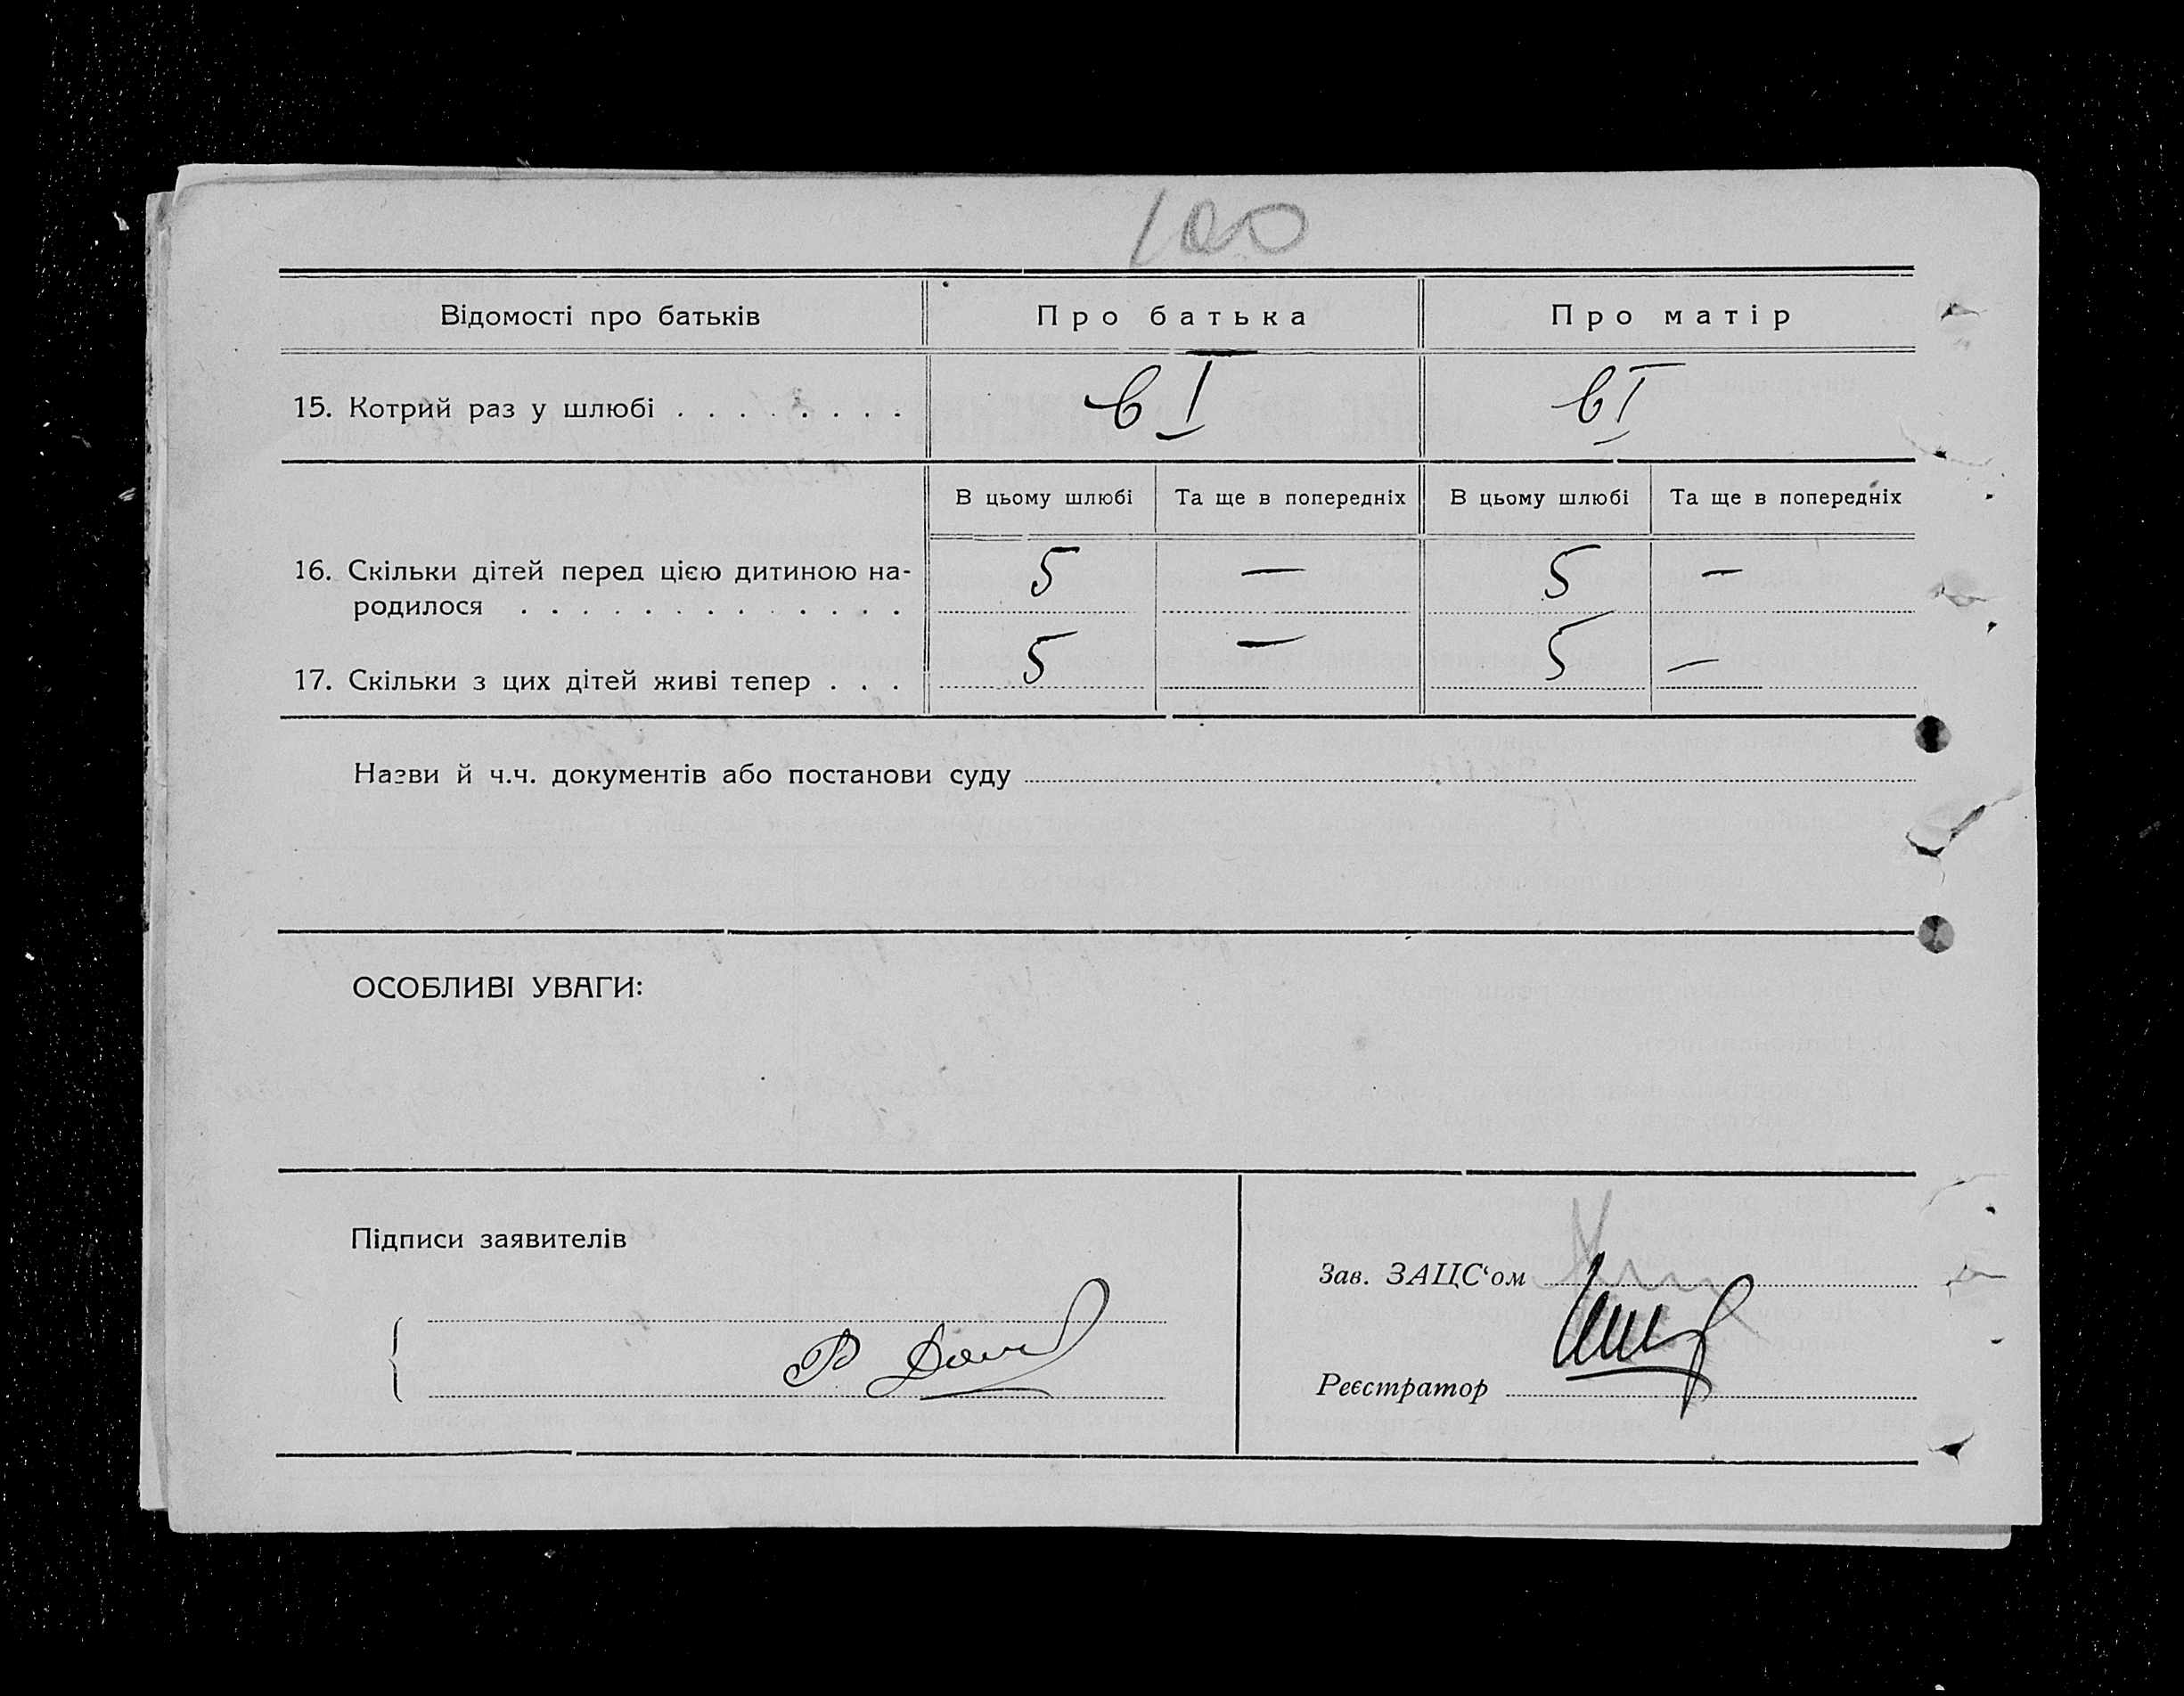 100
Відомості про батьків Про батька Про матір
15. Котрий раз у шлюбі . . . . . . . . в I в I
В цьому шлюбі Та ще в попередніх В цьому шлюбі Та ще в попередніх
16. Скільки дітей перед цією дитиною на- 5 — 5 —
родилося . . . . . . . . . . . . . .
17. Скільки з цих дітей живі тепер . . . 5 — 5 —
Назви й ч.ч. документів або постанови суду
ОСОБЛИВІ УВАГИ:
Підписи заявителів
Зав. ЗАЦС‘ом
Реєстратор